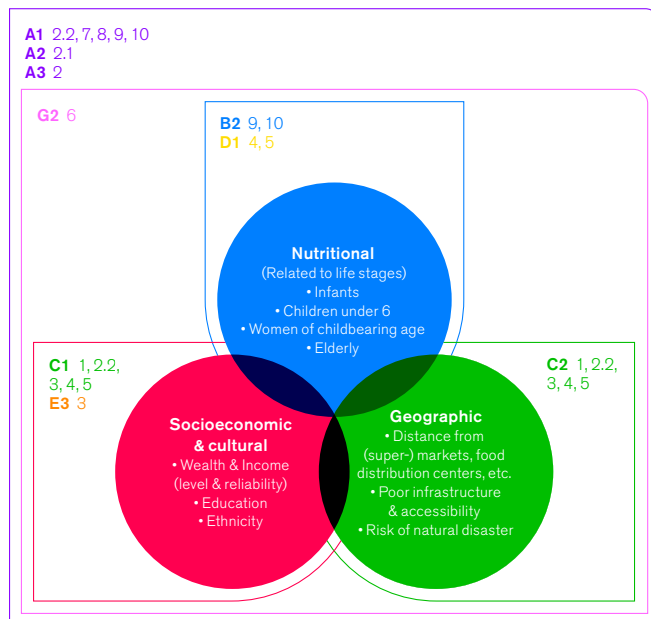 A1 2.2, 7, 8, 9, 10
A2 2.1
A3 2
G2 6
B2 9, 10
D1 4, 5
Nutritional
(Related to life stages)
• Infants
• Children under 6
• Women of childbearing age
• Elderly
C1 1, 2.2,
3, 4, 5
E3 3
C2 1, 2.2,
3, 4, 5
Socioeconomic
& cultural
• Wealth & Income
(level & reliability)
• Education
• Ethnicity
Geographic
• Distance from
(super-) markets, food
distribution centers, etc.
• Poor infrastructure
& accessibility
• Risk of natural disaster